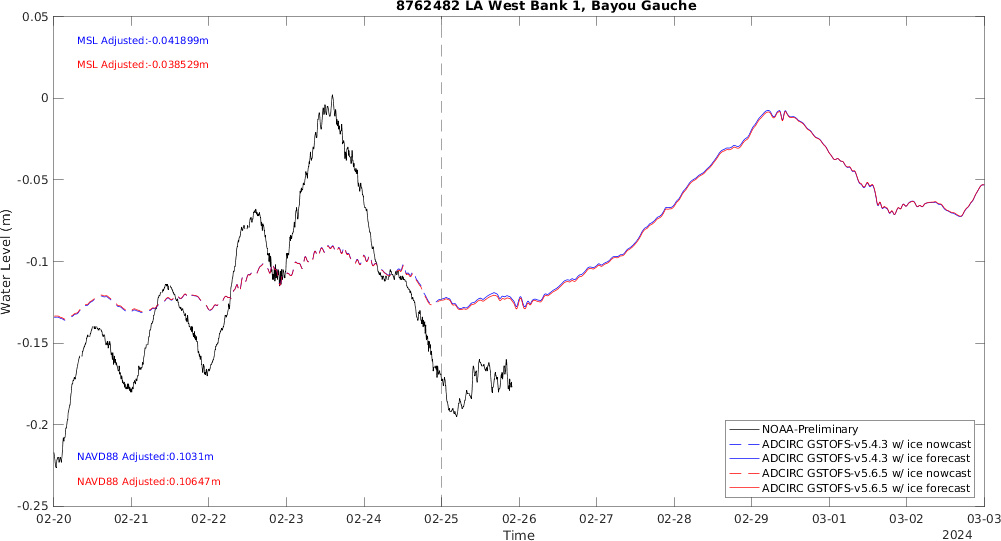 8762482 LA West Bank 1, Bayou Gauche
MSL Adjusted:-0.041899m
MSL Adjusted:-0.038529m
0.05
0
-0.05
-0.1
-0.15
-0.2
-0.25
Water Level (m)
NAVD88 Adjusted:0.1031m
NAVD88 Adjusted:0.10647m
NOAA-Preliminary
ADCIRC GSTOFS-v5.4.3 w/ ice nowcast
ADCIRC GSTOFS-v5.4.3 w/ ice forecast
ADCIRC GSTOFS-v5.6.5 w/ ice nowcast
ADCIRC GSTOFS-v5.6.5 w/ ice forecast
02-20 02-21 02-22 02-23 02-24 02-25 02-26 02-27 02-28 02-29 03-01 03-02 03-03
Time
2024